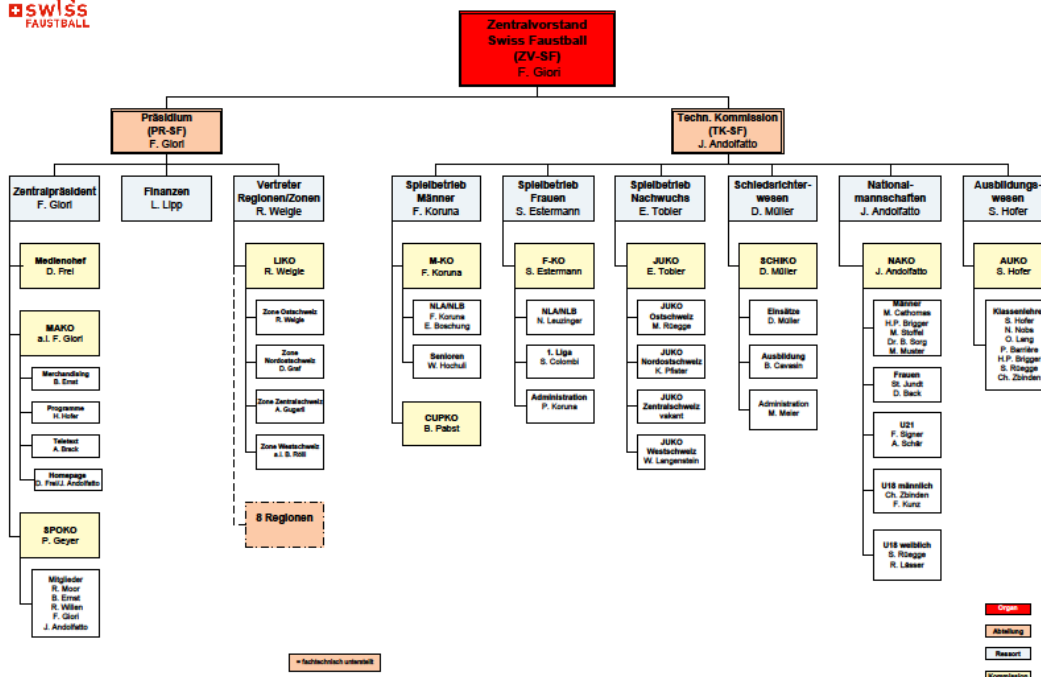 SWISS
FAUSTBALL
Zentralvorstand
Swiss Faustball
(ZV-SF)
F. Giori
Präsidium
(PR-SF)
F. Giori
Techn. Kommission
(TK-SF)
J. Andolfatto
Zentralpräsident
F. Giori
Finanzen
L. Lipp
Vertreter
Regionen/Zonen
R. Weigle
Spielbetrieb
Männer
F. Koruna
Spielbetrieb
Frauen
S. Estermann
Spielbetrieb
Nachwuchs
E. Tobler
Schiedsrichter-
wesen
D. Müller
National-
mannschaften
J. Andolfatto
Ausbildungs-
wesen
S. Hofer
Medienchef
D. Frei
LIKO
R. Weigle
M-KO
F. Koruna
F-KO
S. Estermann
JUKO
E. Tobler
SCHIKO
D. Müller
NAKO
J. Andolfatto
AUKO
S. Hofer
MAKO
a.i. F. Giori
Merchandising
B. Ernst
Programme
H. Hofer
Teletext
A. Brack
Homepage
D. Frei/J. Andolfatto
SPOKO
P. Geyer
Mitglieder
R. Moor
B. Ernst
R. Willen
F. Giori
J. Andolfatto
Zone Ostschweiz
R. Weigle
Zone
Nordostschweiz
D. Graf
Zone Zentralschweiz
A. Gugerli
Zone Westschweiz
a.i. B. Rölli
8 Regionen
NLA/NLB
F. Koruna
E. Boschung
Senioren
W. Hochuli
CUPKO
B. Pabst
NLA/NLB
N. Leuzinger
1. Liga
S. Colombi
Administration
P. Koruna
JUKO
Ostschweiz
M. Rüegge
JUKO
Nordostschweiz
K. Pfister
JUKO
Zentralschweiz
vakant
JUKO
Westschweiz
W. Langenstein
Einsätze
D. Müller
Ausbildung
B. Cavesin
Administration
M. Meier
Männer
M. Cathomas
H.P. Brigger
M. Stoffel
Dr. B. Sorg
M. Muster
Frauen
St. Jundt
D. Back
U21
F. Signer
A. Schär
U18 männlich
Ch. Zbinden
F. Kunz
U18 weiblich
S. Rüegge
R. Lässer
Klassenlehrer
S. Hofer
N. Nobs
O. Lang
P. Barrière
H.P. Brigger
S. Rüegge
Ch. Zbinden
= fachtechnisch unterstellt
Organ
Abteilung
Ressort
Kommission